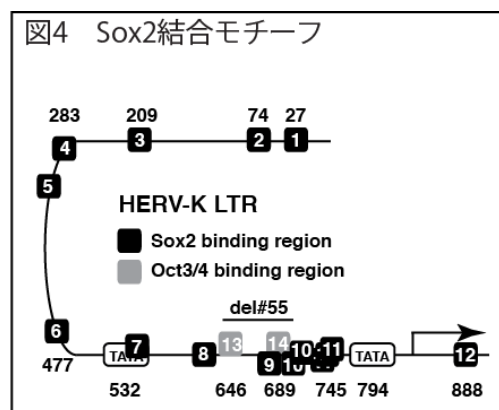 図4 Sox2結合モチーフ
283 209 74 27
4 3 2 1
5
HERV-K LTR
Sox2 binding region
Oct3/4 binding region
del#55
6 TATA 7 8 13 14 9 10 10 11 TATA 12
477 532 646 689 745 794 888